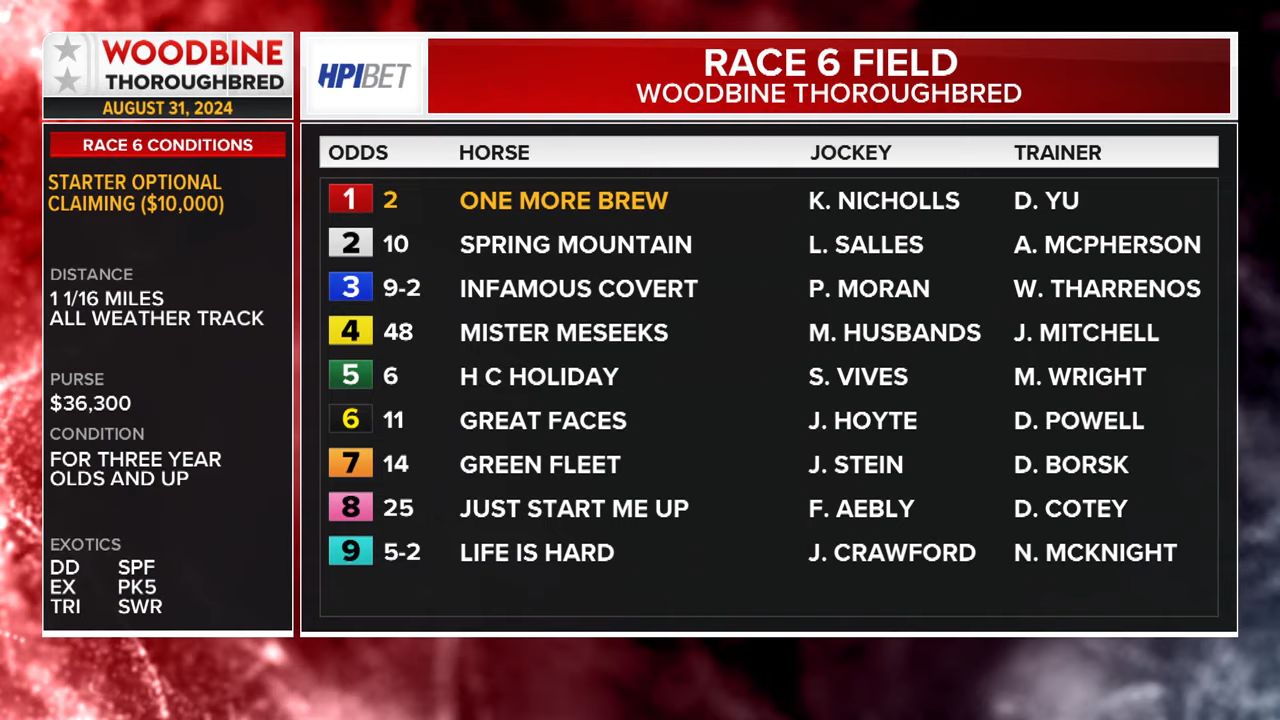 WOODBINE
THOROUGHBRED
AUGUST 31, 2024
RACE 6 CONDITIONS
STARTER OPTIONAL
CLAIMING ($10,000)
DISTANCE
1 1/16 MILES
ALL WEATHER TRACK
PURSE
$36,300
CONDITION
FOR THREE YEAR
OLDS AND UP
EXOTICS
DD SPF
EX PK5
TRI SWR
HPIBET
RACE 6 FIELD
WOODBINE THOROUGHBRED
ODDS HORSE JOCKEY TRAINER
1 2 ONE MORE BREW K. NICHOLLS D. YU
2 10 SPRING MOUNTAIN L. SALLES A. MCPHERSON
3 9-2 INFAMOUS COVERT P. MORAN W. THARRENOS
4 48 MISTER MESEEKS M. HUSBANDS J. MITCHELL
5 6 H C HOLIDAY S. VIVES M. WRIGHT
6 11 GREAT FACES J. HOYTE D. POWELL
7 14 GREEN FLEET J. STEIN D. BORSK
8 25 JUST START ME UP F. AEBLY D. COTEY
9 5-2 LIFE IS HARD J. CRAWFORD N. MCKNIGHT